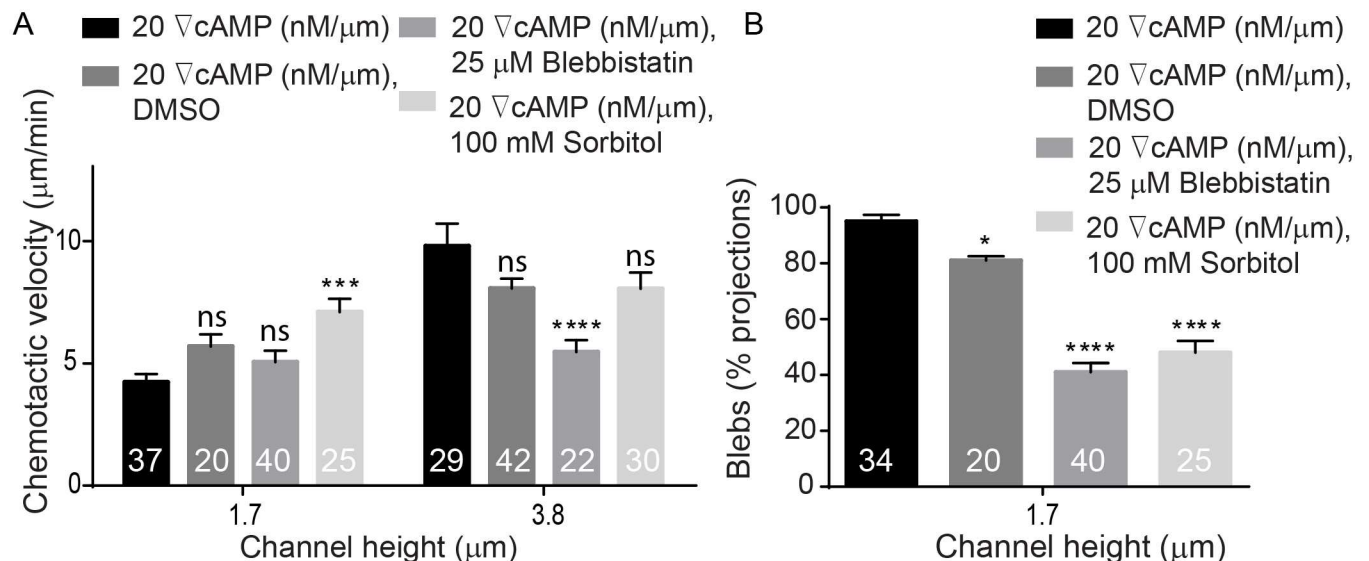 A
20 ∇cAMP (nM/μm)
20 ∇cAMP (nM/μm),
DMSO
20 ∇cAMP (nM/μm),
25 μM Blebbistatin
20 ∇cAMP (nM/μm),
100 mM Sorbitol
Chemotactic velocity (μm/min)
10
5
0
ns
ns
***
ns
****
ns
37
20
40
25
29
42
22
30
1.7
3.8
Channel height (μm)
B
20 ∇cAMP (nM/μm)
20 ∇cAMP (nM/μm),
DMSO
20 ∇cAMP (nM/μm),
25 μM Blebbistatin
20 ∇cAMP (nM/μm),
100 mM Sorbitol
Blebs (% projections)
100
80
60
40
20
0
*
****
****
34
20
40
25
1.7
Channel height (μm)